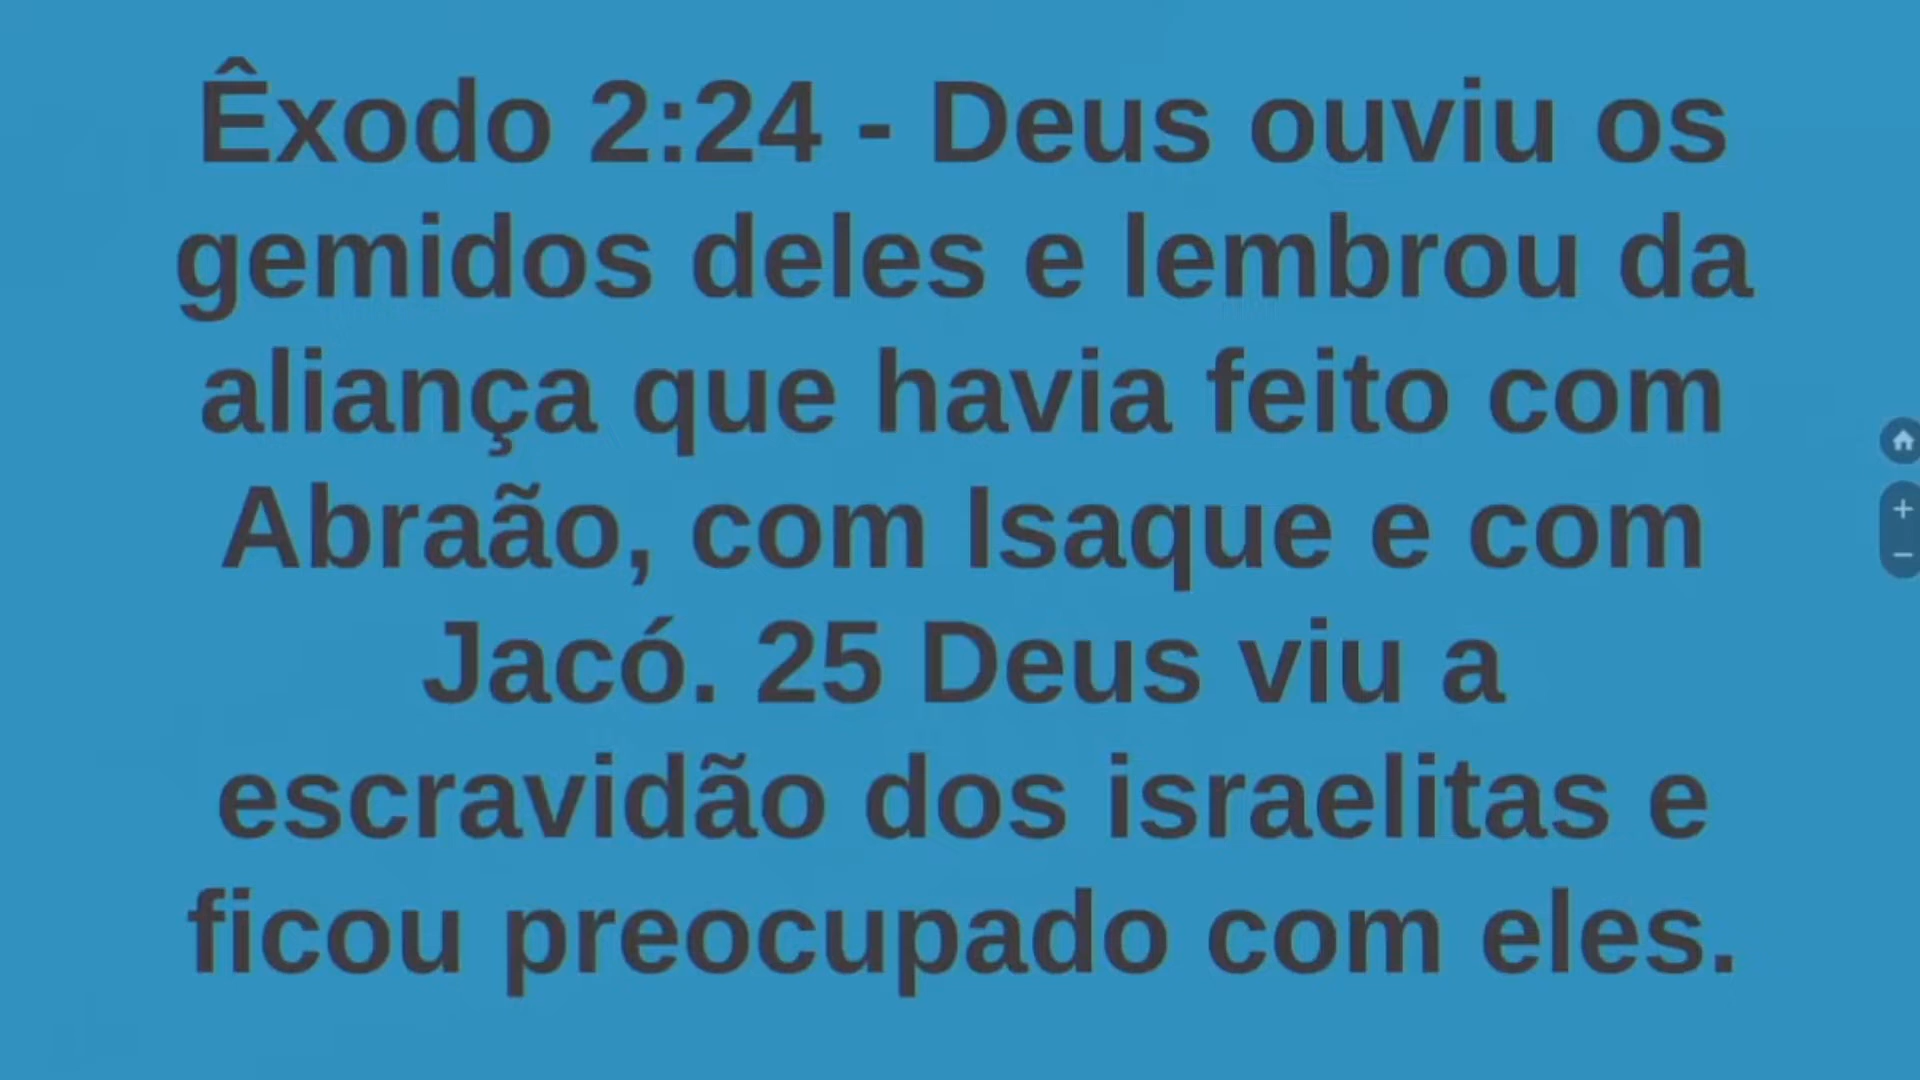 Êxodo 2:24 - Deus ouviu os
gemidos deles e lembrou da
aliança que havia feito com
Abraão, com Isaque e com
Jacó. 25 Deus viu a
escravidão dos israelitas e
ficou preocupado com eles.